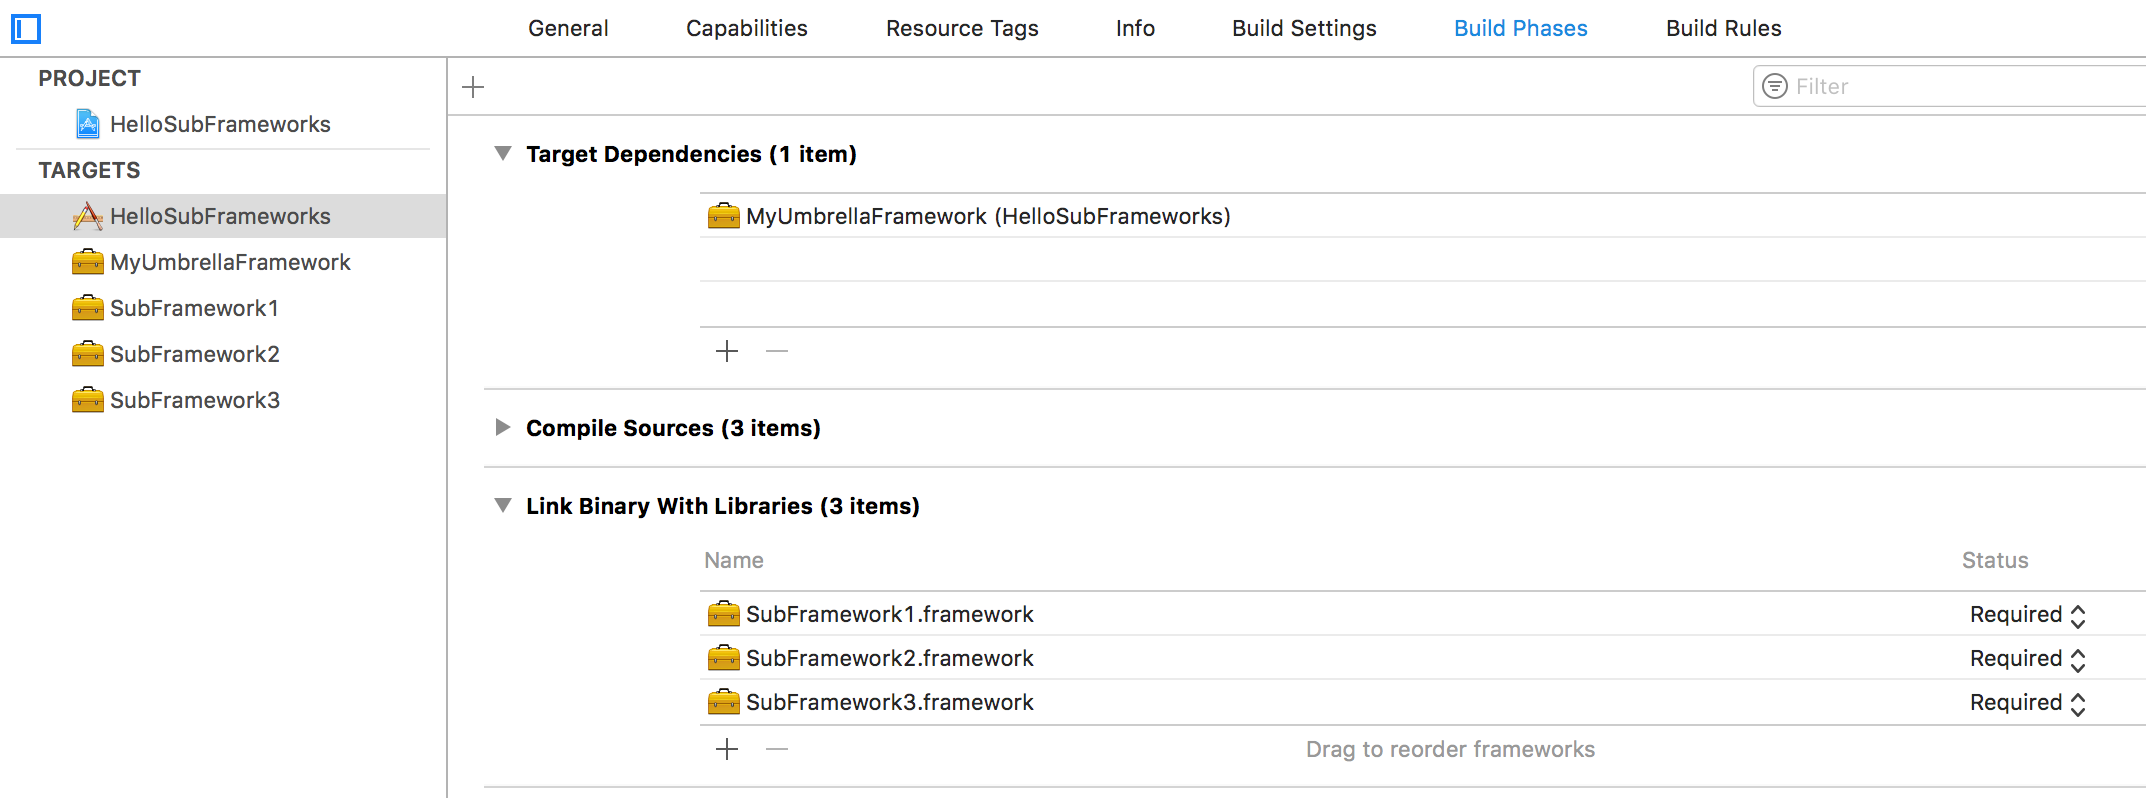 General Capabilities Resource Tags Info Build Settings Build Phases Build Rules
PROJECT
HelloSubFrameworks
TARGETS
HelloSubFrameworks
MyUmbrellaFramework
SubFramework1
SubFramework2
SubFramework3
Filter
Target Dependencies (1 item)
MyUmbrellaFramework (HelloSubFrameworks)
Compile Sources (3 items)
Link Binary With Libraries (3 items)
Name Status
SubFramework1.framework Required
SubFramework2.framework Required
SubFramework3.framework Required
Drag to reorder frameworks